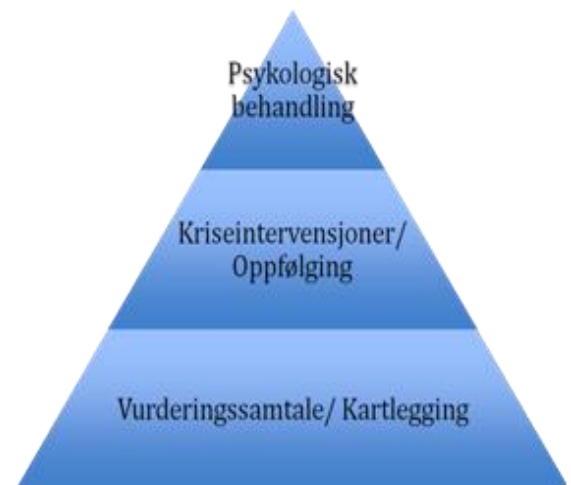 Psykologisk
behandling
Kriseintervensjoner/
Oppfølging
Vurderingssamtale/ Kartlegging